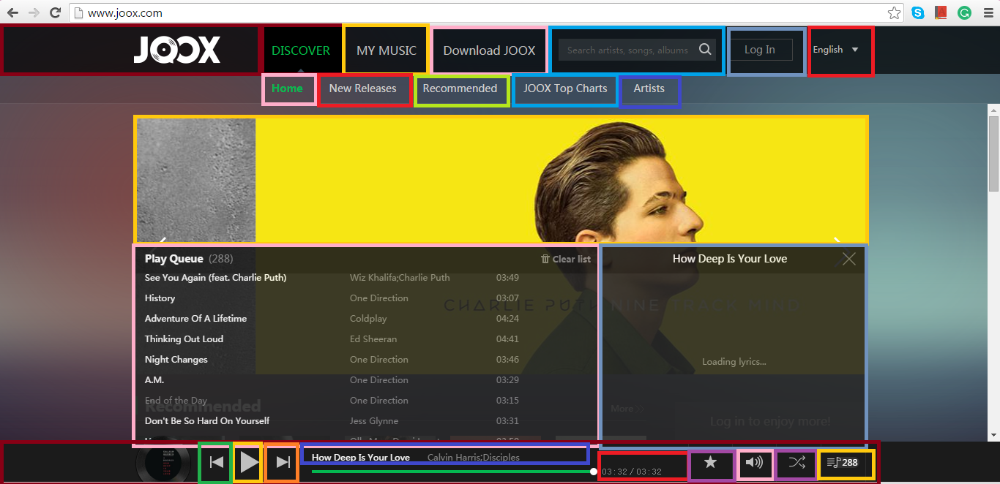 www.joox.com
JOOX
DISCOVER
MY MUSIC
Download JOOX
Search artists, songs, albums
Log In
English
Home
New Releases
Recommended
JOOX Top Charts
Artists
Play Queue (288)
Clear list
How Deep Is Your Love
See You Again (feat. Charlie Puth) Wiz Khalifa;Charlie Puth 03:49
History One Direction 03:07
CHARLIE PUTH NINE TRACK MIND
Adventure Of A Lifetime Coldplay 04:24
Thinking Out Loud Ed Sheeran 04:41
Night Changes One Direction 03:46
Loading lyrics...
A.M. One Direction 03:29
End of the Day One Direction 03:15
Recommended
More >>
Don't Be So Hard On Yourself Jess Glynne 03:31
Log in to enjoy more!
How Deep Is Your Love Calvin Harris;Disciples
03:32 / 03:32
288